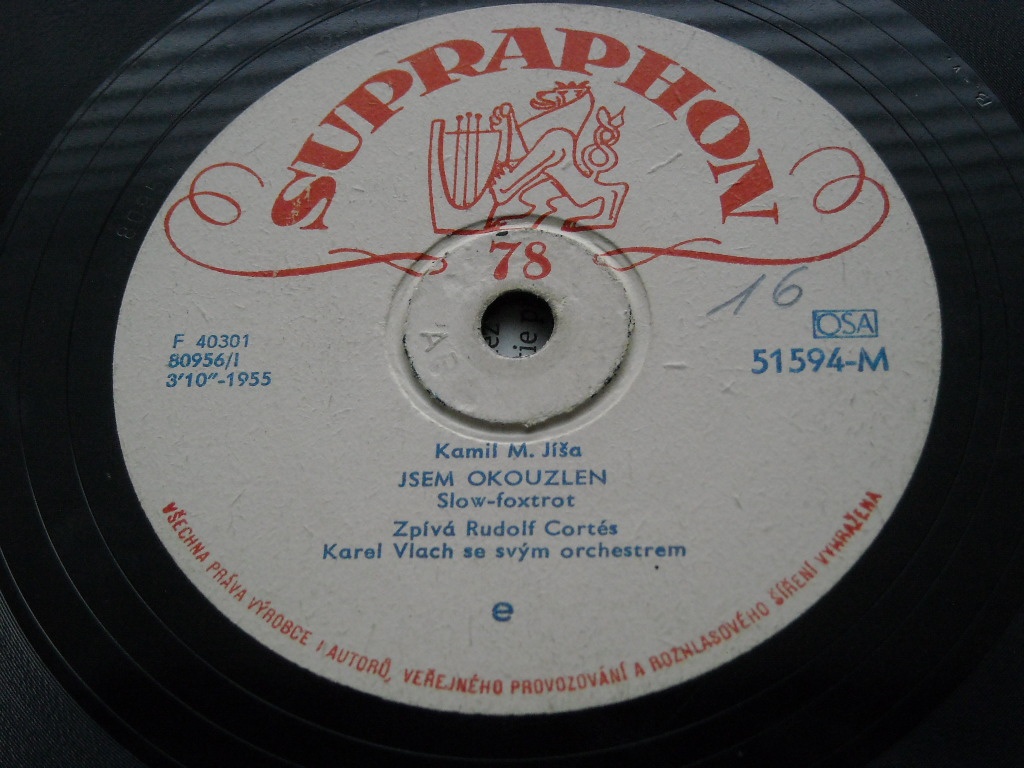 SUPRAPHON
78
16
OSA
F 40301
80956/I
3'10"-1955
51594-M
Kamil M. Jíša
JSEM OKOUZLEN
Slow-foxtrot
Zpívá Rudolf Cortés
Karel Vlach se svým orchestrem
e
VŠECHNA PRÁVA VÝROBCE I AUTORŮ, VEŘEJNÉHO PROVOZOVÁNÍ A ROZHLASOVÉHO ŠÍŘENÍ VYHRAŽENA